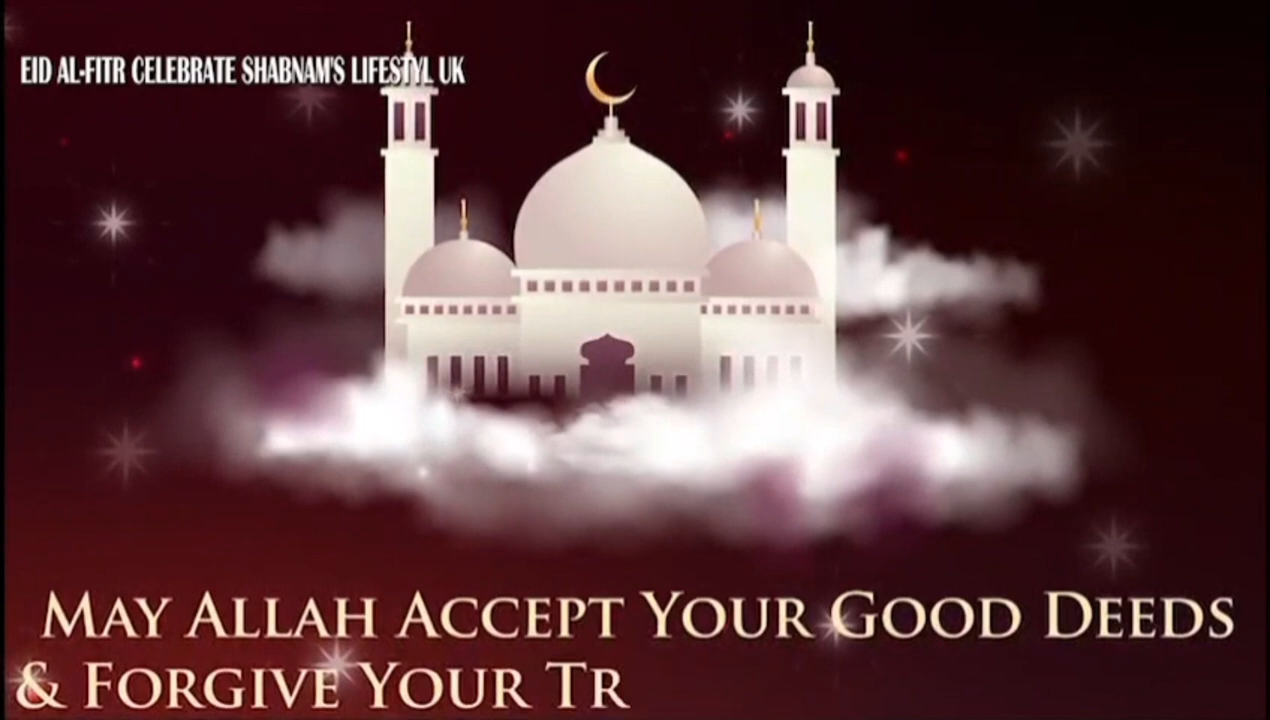 EID AL-FITR CELEBRATE SHABNAM'S LIFESTYL UK
MAY ALLAH ACCEPT YOUR GOOD DEEDS
& FORGIVE YOUR TR